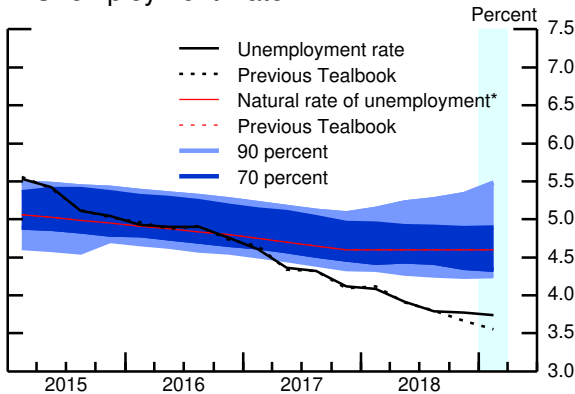 Percent
Unemployment rate
Previous Tealbook
Natural rate of unemployment*
Previous Tealbook
90 percent
70 percent
7.5
7.0
6.5
6.0
5.5
5.0
4.5
4.0
3.5
3.0
2015 2016 2017 2018